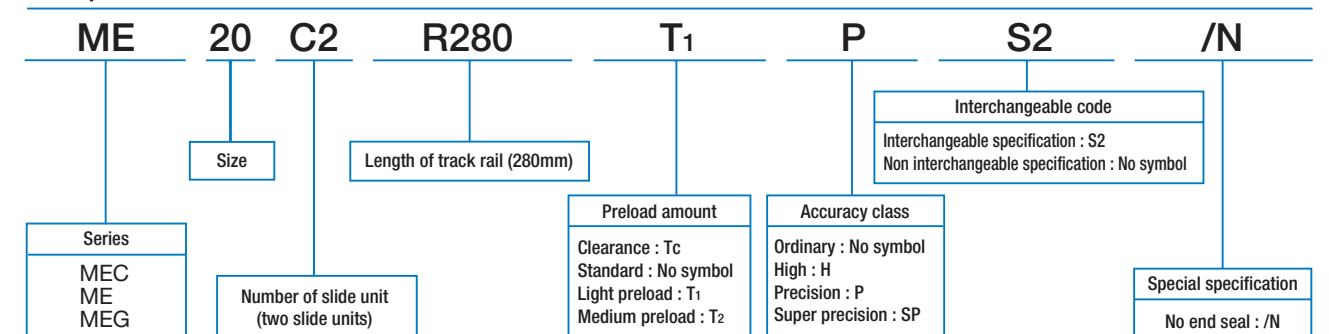 ME 20 C2 R280 T1 P S2 /N
Interchangeable code
Interchangeable specification : S2
Non interchangeable specification : No symbol
Size
Length of track rail (280mm)
Preload amount
Clearance : Tc
Standard : No symbol
Light preload : T1
Medium preload : T2
Accuracy class
Ordinary : No symbol
High : H
Precision : P
Super precision : SP
Series
MEC
ME
MEG
Number of slide unit
(two slide units)
Special specification
No end seal : /N